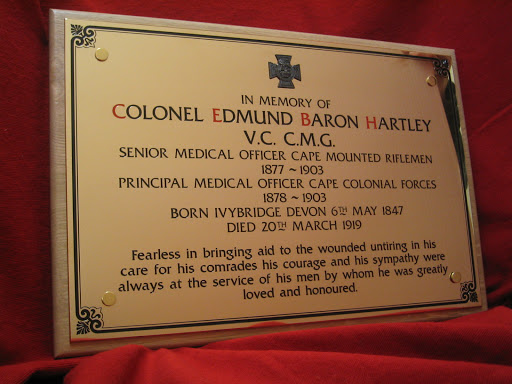 IN MEMORY OF
COLONEL EDMUND BARON HARTLEY
V.C. C.M.G.
SENIOR MEDICAL OFFICER CAPE MOUNTED RIFLEMEN
1877 ~ 1903
PRINCIPAL MEDICAL OFFICER CAPE COLONIAL FORCES
1878 ~ 1903
BORN IVYBRIDGE DEVON 6TH MAY 1847
DIED 20TH MARCH 1919
Fearless in bringing aid to the wounded untiring in his
care for his comrades his courage and his sympathy were
always at the service of his men by whom he was greatly
loved and honoured.